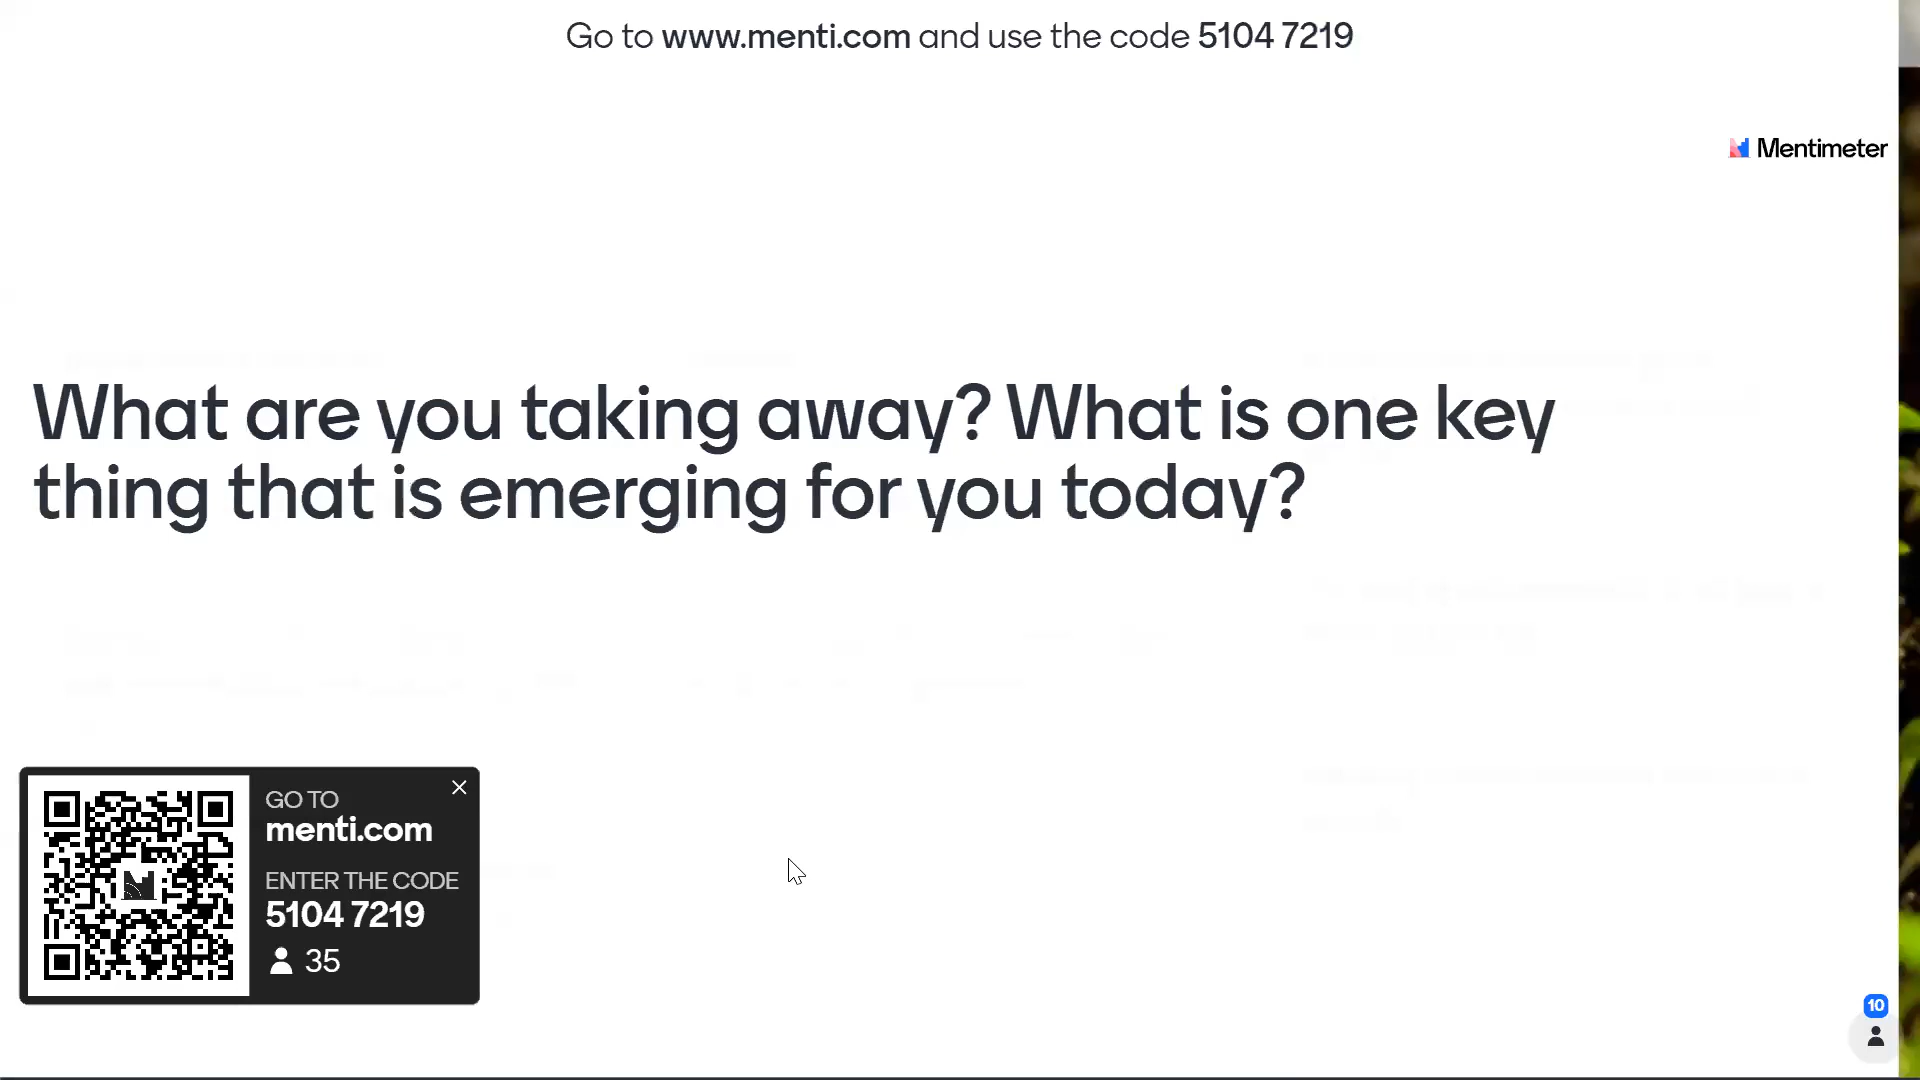 Go to www.menti.com and use the code 5104 7219
Mentimeter
What are you taking away? What is one key
thing that is emerging for you today?
GO TO
menti.com
ENTER THE CODE
5104 7219
35
10